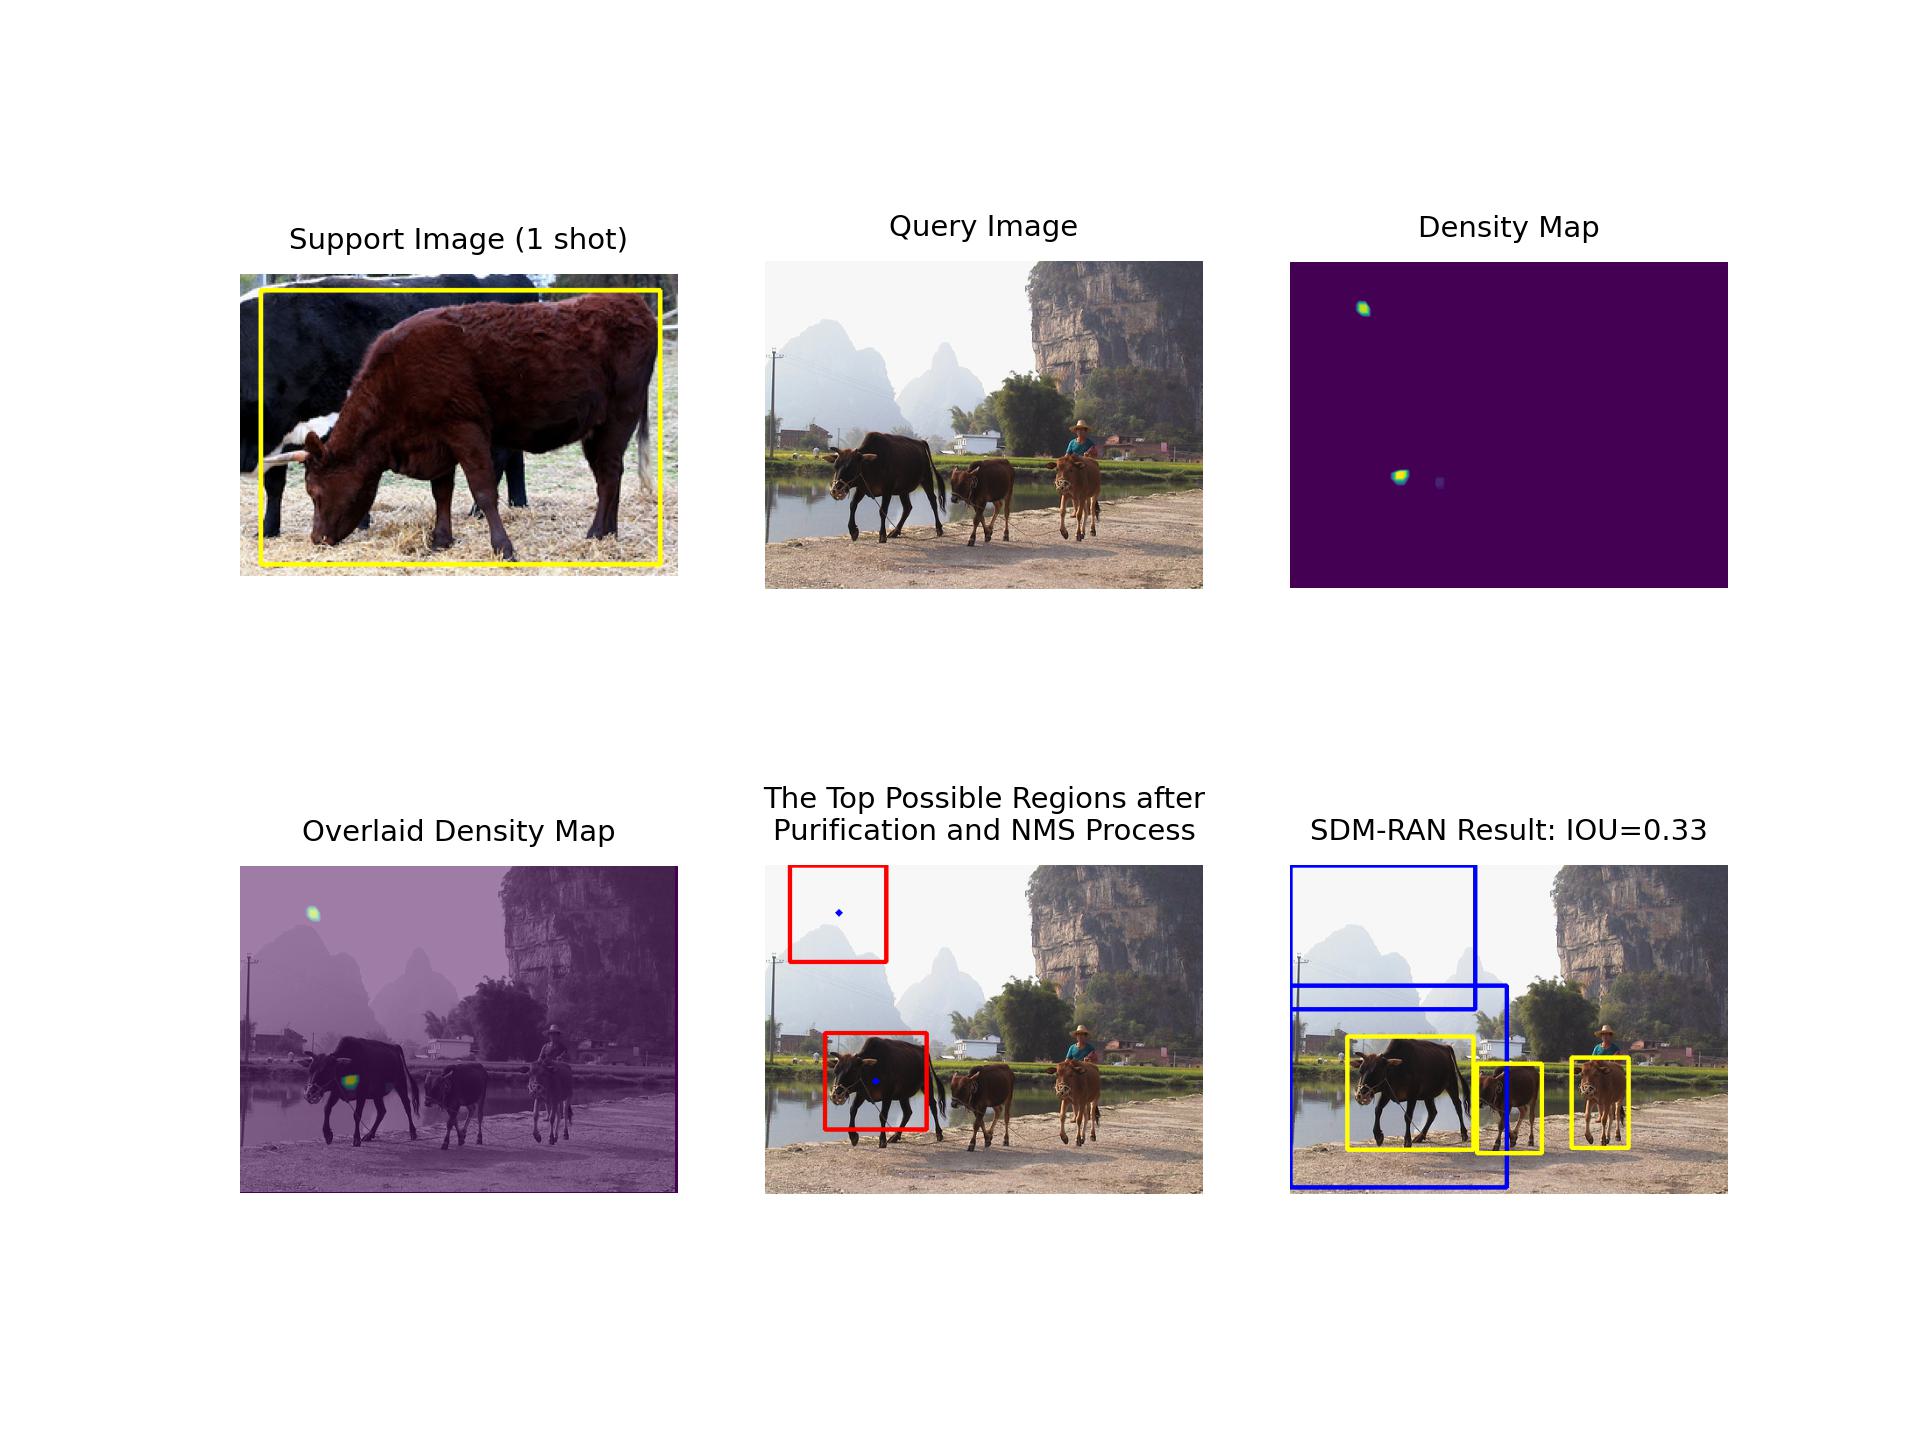 Support Image (1 shot)
Query Image
Density Map
Overlaid Density Map
The Top Possible Regions after
Purification and NMS Process
SDM-RAN Result: IOU=0.33